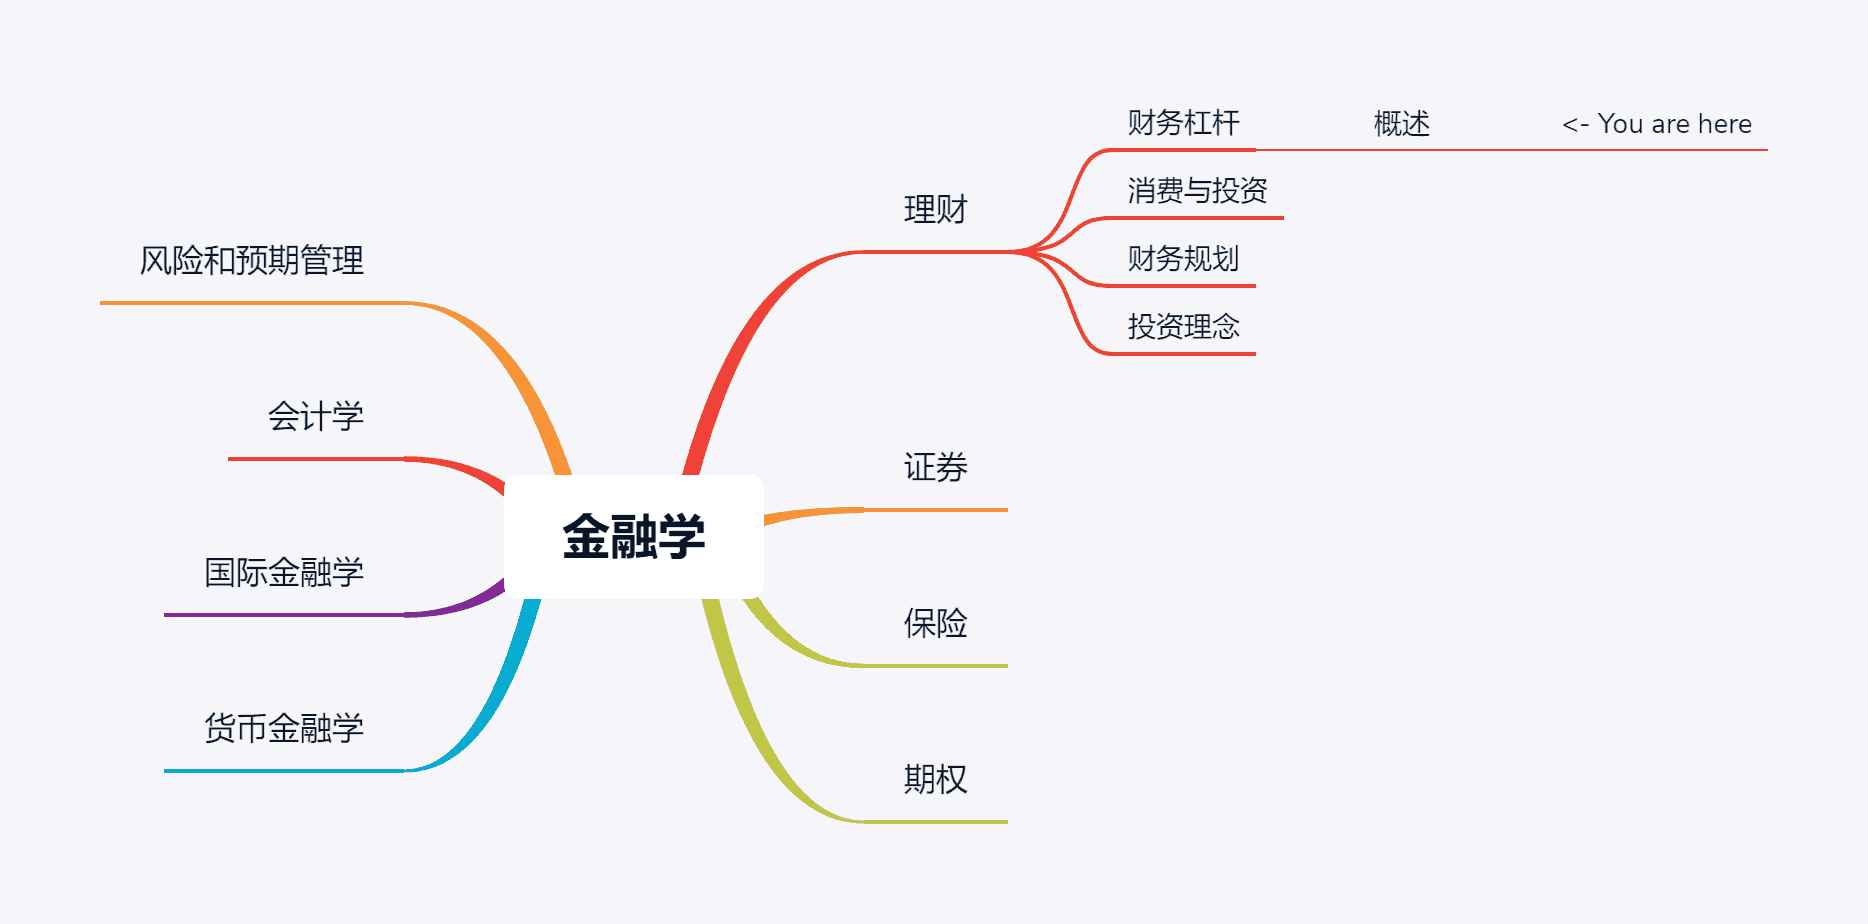 金融学
理财
财务杠杆
概述
<- You are here
消费与投资
财务规划
投资理念
证券
保险
期权
风险和预期管理
会计学
国际金融学
货币金融学